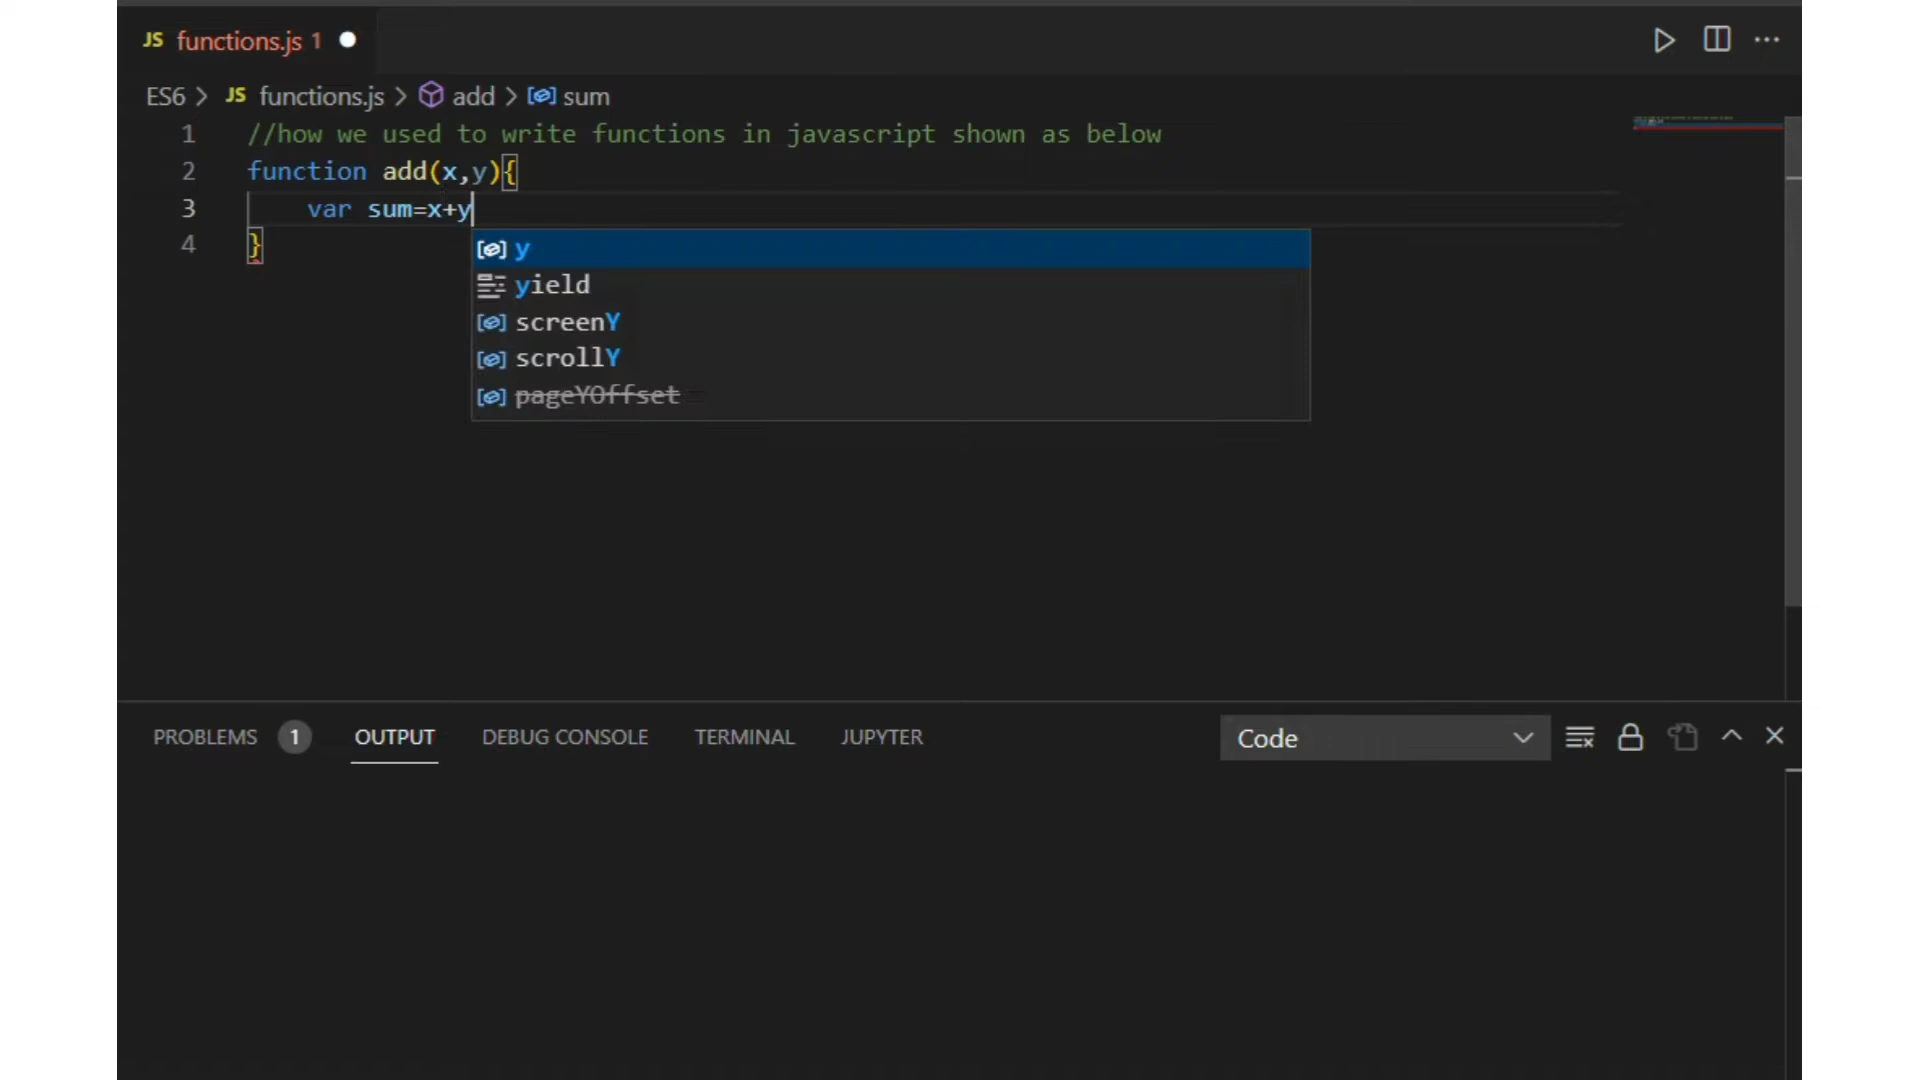 JS functions.js 1
ES6 > JS functions.js > add > sum
1 //how we used to write functions in javascript shown as below
2 function add(x,y){
3 var sum=x+y
4 }
y
yield
screenY
scrollY
pageYOffset
PROBLEMS 1 OUTPUT DEBUG CONSOLE TERMINAL JUPYTER Code